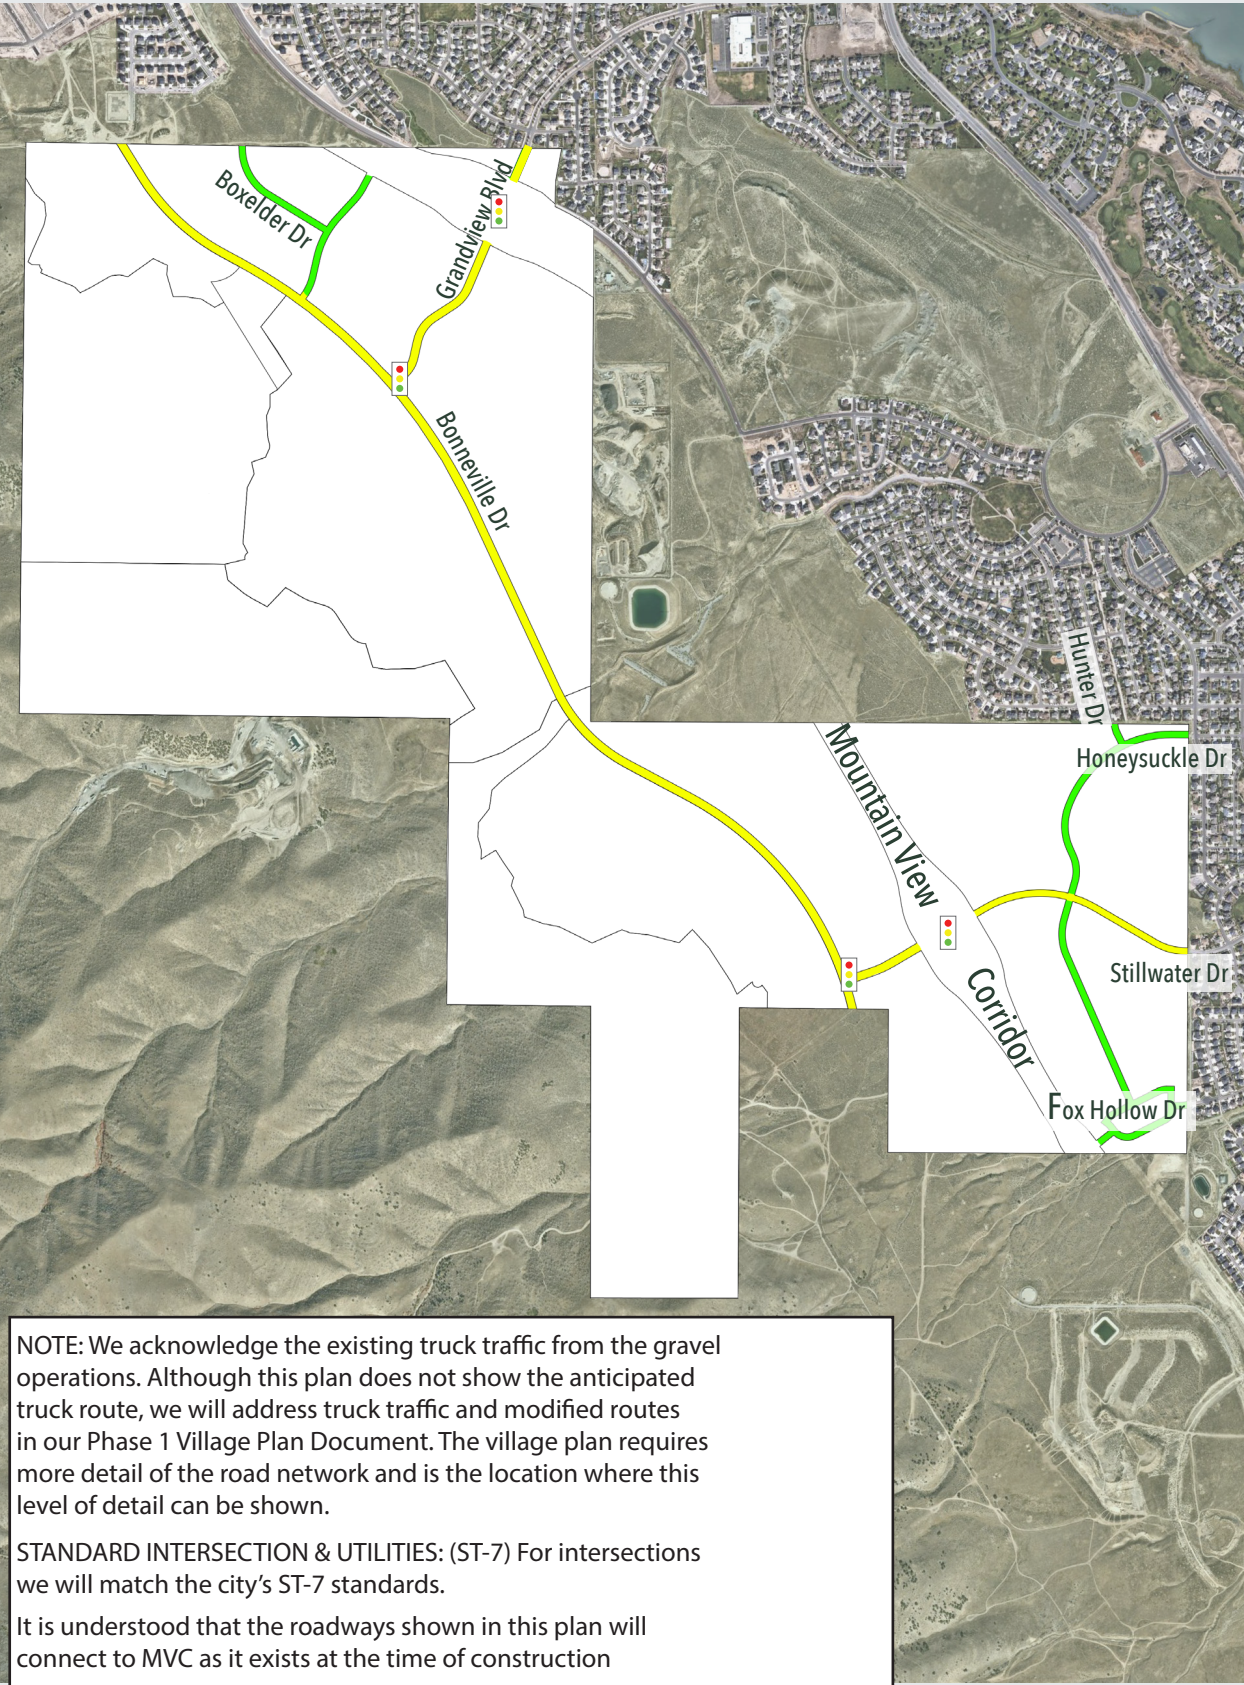 Boxelder Dr
Grandview Blvd
Bonneville Dr
Hunter Dr
Honeysuckle Dr
Mountain View
Corridor
Stillwater Dr
Fox Hollow Dr
NOTE: We acknowledge the existing truck traffic from the gravel
operations. Although this plan does not show the anticipated
truck route, we will address truck traffic and modified routes
in our Phase 1 Village Plan Document. The village plan requires
more detail of the road network and is the location where this
level of detail can be shown.
STANDARD INTERSECTION & UTILITIES: (ST-7) For intersections
we will match the city's ST-7 standards.
It is understood that the roadways shown in this plan will
connect to MVC as it exists at the time of construction